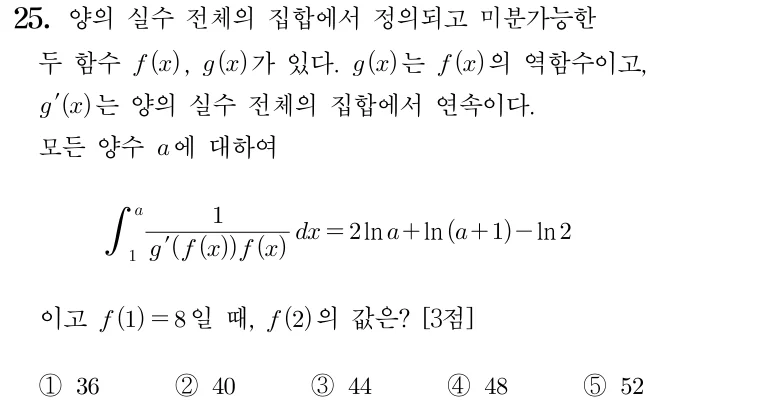 25. 양의 실수 전체의 집합에서 정의되고 미분가능한
두 함수 f(x), g(x)가 있다. g(x)는 f(x)의 역함수이고,
g′(x)는 양의 실수 전체의 집합에서 연속이다.
모든 양수 a에 대하여
∫₁ᵃ 1/(g′(f(x))f(x)) dx = 2ln a + ln(a+1) − ln2
이고 f(1)=8일 때, f(2)의 값은? [3점]
① 36 ② 40 ③ 44 ④ 48 ⑤ 52